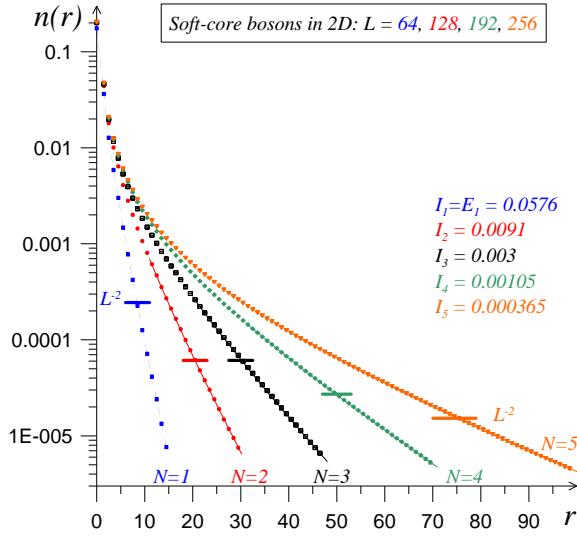 n(r)
Soft-core bosons in 2D: L = 64, 128, 192, 256
0.1
0.01
0.001
0.0001
1E-005
I₁=E₁ = 0.0576
I₂ = 0.0091
I₃ = 0.003
I₄ = 0.00105
I₅ = 0.000365
L⁻²
L⁻²
N=1
N=2
N=3
N=4
N=5
0 10 20 30 40 50 60 70 80 90 r